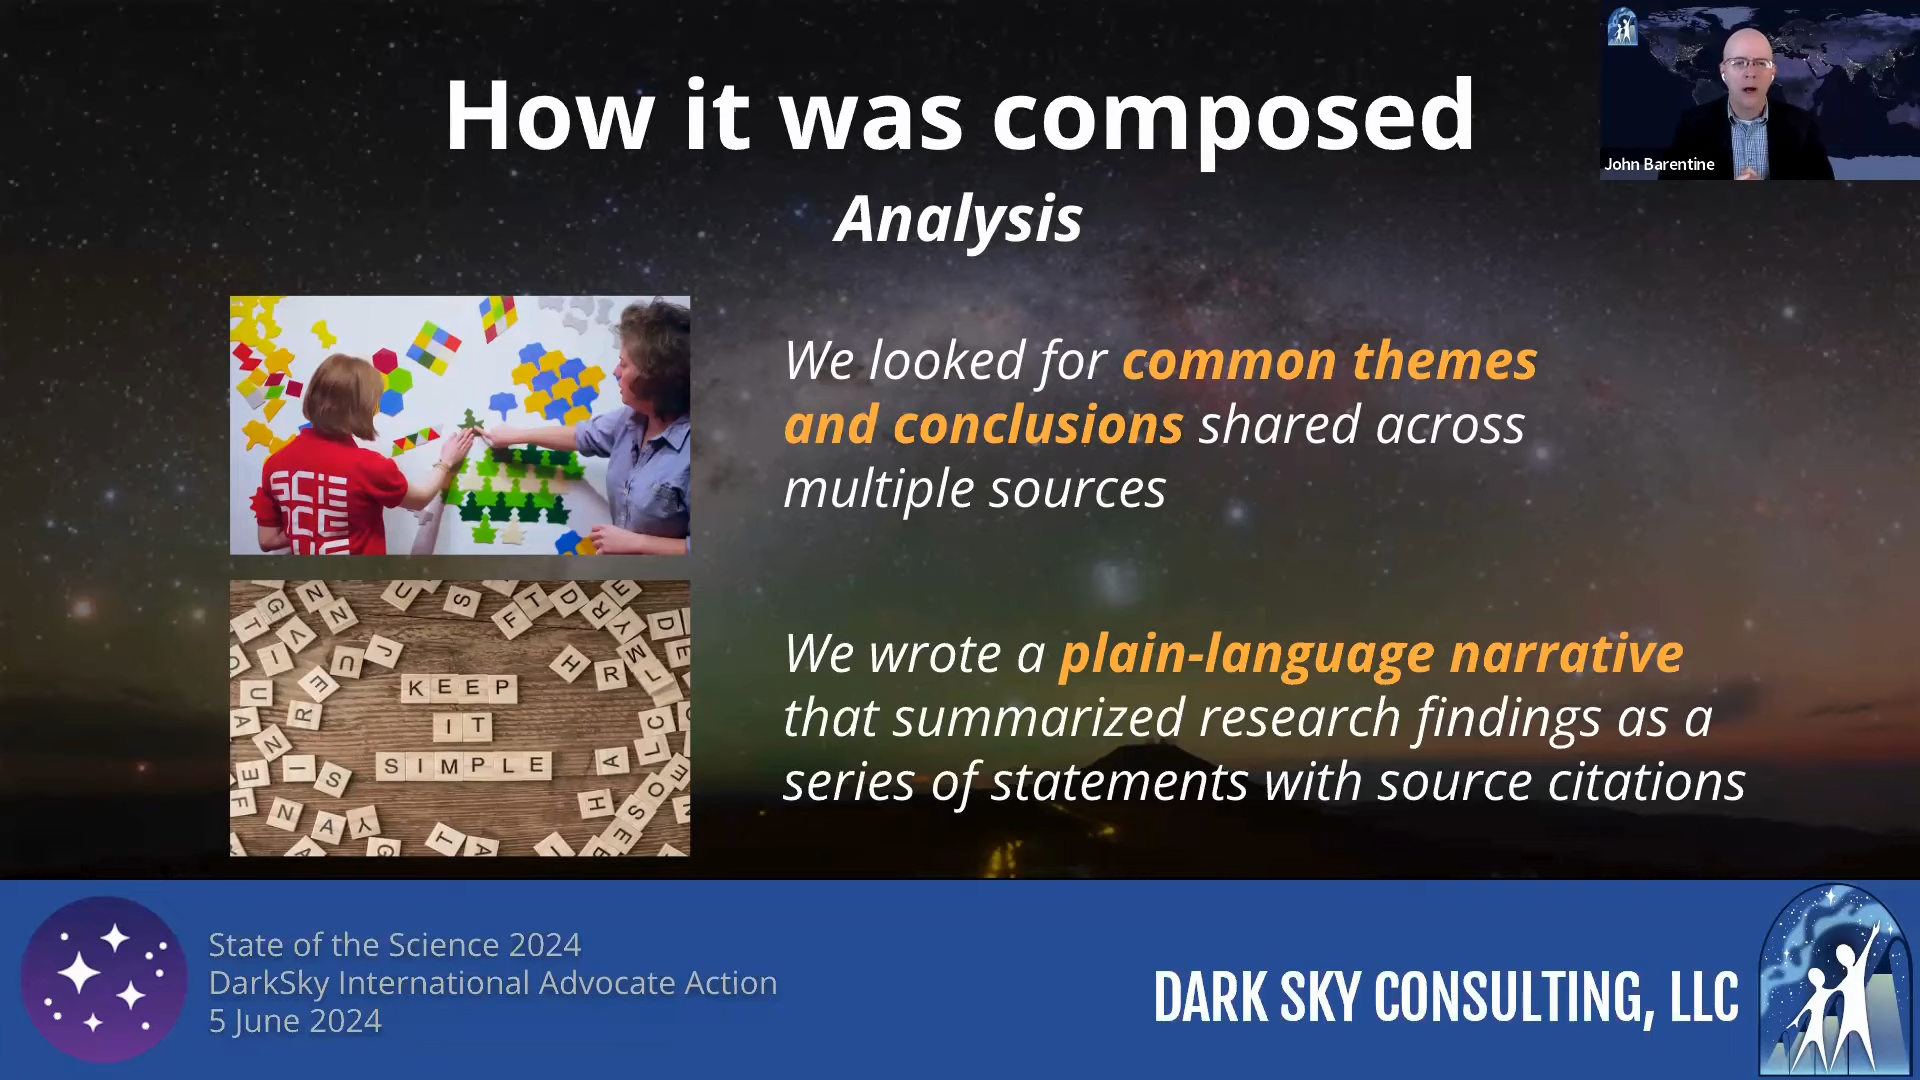 How it was composed
Analysis
John Barentine
We looked for common themes
and conclusions shared across
multiple sources
KEEP
IT
SIMPLE
We wrote a plain-language narrative
that summarized research findings as a
series of statements with source citations
State of the Science 2024
DarkSky International Advocate Action
5 June 2024
DARK SKY CONSULTING, LLC